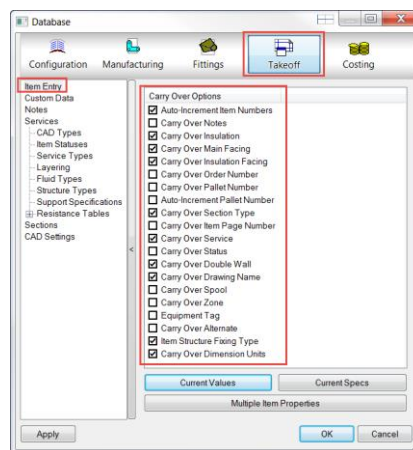 Database
Configuration
Manufacturing
Fittings
Takeoff
Costing
Item Entry
Custom Data
Notes
Services
CAD Types
Item Statuses
Service Types
Layering
Fluid Types
Structure Types
Support Specifications
Resistance Tables
Sections
CAD Settings
<
Carry Over Options
Auto-Increment Item Numbers
Carry Over Notes
Carry Over Insulation
Carry Over Main Facing
Carry Over Insulation Facing
Carry Over Order Number
Carry Over Pallet Number
Auto-Increment Pallet Number
Carry Over Section Type
Carry Over Item Page Number
Carry Over Service
Carry Over Status
Carry Over Double Wall
Carry Over Drawing Name
Carry Over Spool
Carry Over Zone
Equipment Tag
Carry Over Alternate
Item Structure Fixing Type
Carry Over Dimension Units
Current Values
Current Specs
Multiple Item Properties
Apply
OK
Cancel